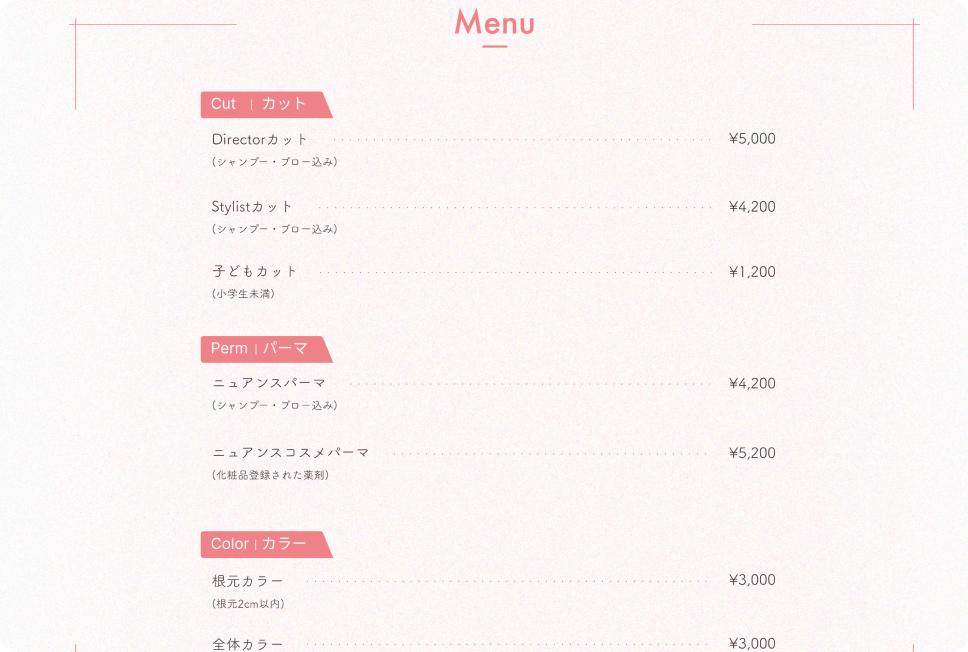 Menu
Cut | カット
Directorカット ¥5,000
(シャンプー・ブロー込み)
Stylistカット ¥4,200
(シャンプー・ブロー込み)
子どもカット ¥1,200
(小学生未満)
Perm | パーマ
ニュアンスパーマ ¥4,200
(シャンプー・ブロー込み)
ニュアンスコスメパーマ ¥5,200
(化粧品登録された薬剤)
Color | カラー
根元カラー ¥3,000
(根元2cm以内)
全体カラー ¥3,000